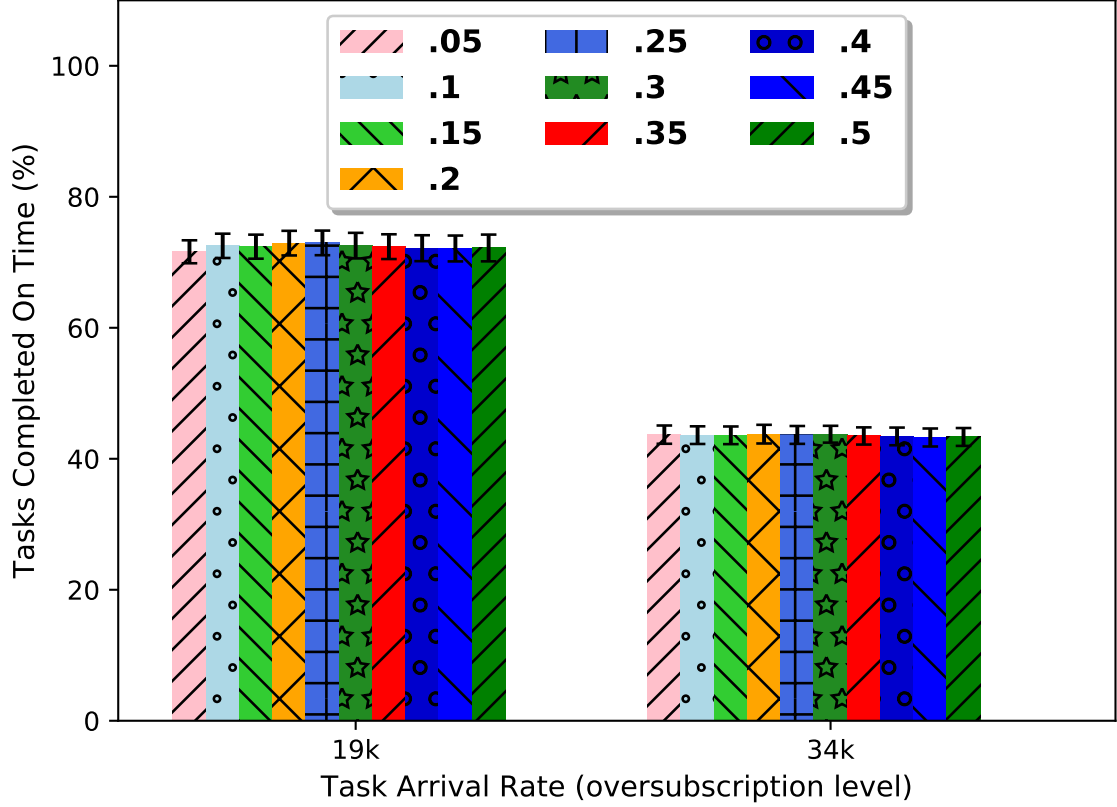 100
80
60
40
20
0
Tasks Completed On Time (%)
.05 .25 .4
.1 .3 .45
.15 .35 .5
.2
19k 34k
Task Arrival Rate (oversubscription level)